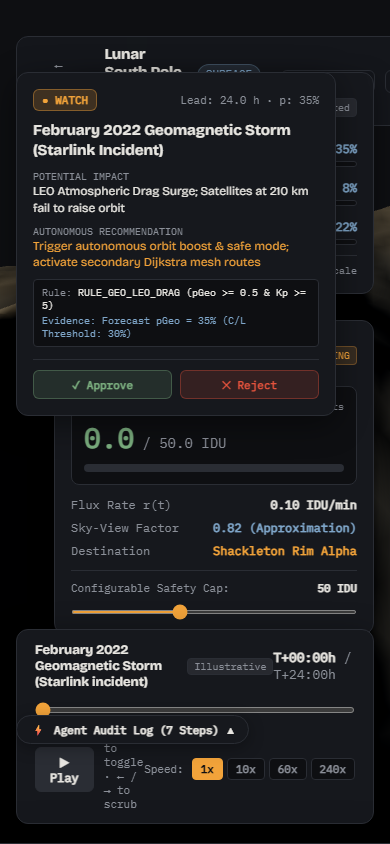 ←
Lunar
South Pole
SURFACE
● WATCH
Lead: 24.0 h · p: 35%
February 2022 Geomagnetic Storm
(Starlink Incident)
POTENTIAL IMPACT
LEO Atmospheric Drag Surge; Satellites at 210 km
fail to raise orbit
AUTONOMOUS RECOMMENDATION
Trigger autonomous orbit boost & safe mode;
activate secondary Dijkstra mesh routes
Rule: RULE_GEO_LEO_DRAG (pGeo >= 0.5 & Kp >=
5)
Evidence: Forecast pGeo = 35% (C/L
Threshold: 30%)
✓ Approve
✕ Reject
35%
8%
22%
0.0 / 50.0 IDU
Flux Rate r(t)
0.10 IDU/min
Sky-View Factor
0.82 (Approximation)
Destination
Shackleton Rim Alpha
Configurable Safety Cap:
50 IDU
February 2022
Geomagnetic Storm
(Starlink incident)
Illustrative
T+00:00h /
T+24:00h
Agent Audit Log (7 Steps) ▲
▶
Play
to
toggle
· ← /
→ to
scrub
Speed:
1x
10x
60x
240x